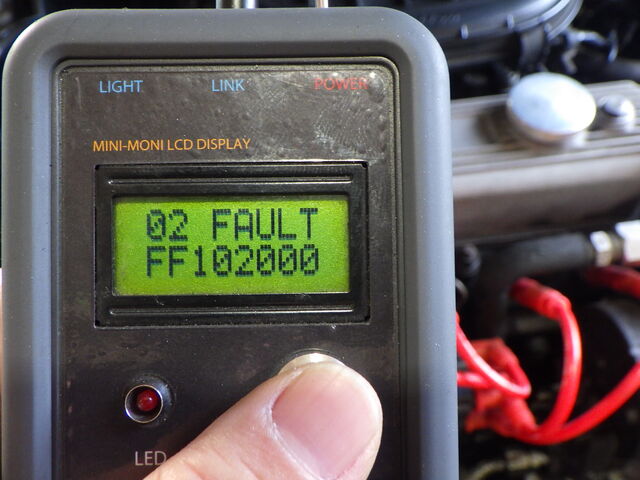 LIGHT LINK POWER
MINI-MONI LCD DISPLAY
02 FAULT
FF102000
LED